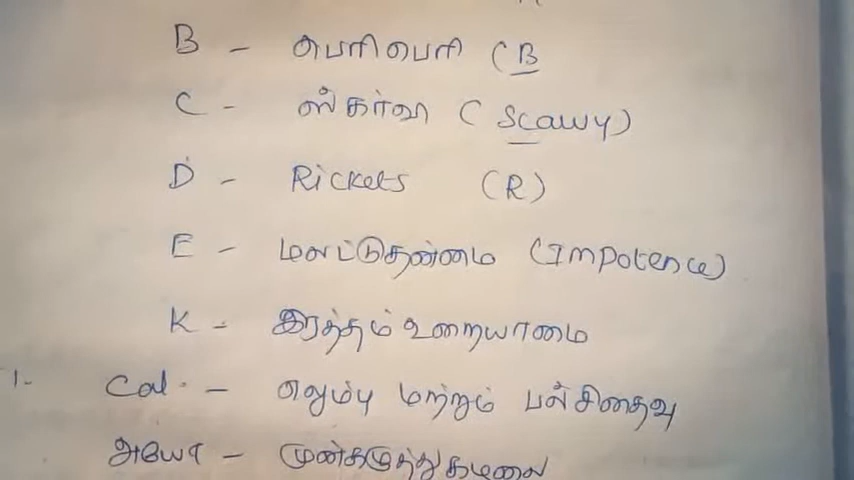 B - பெரிபெரி (B
C - ஸ்கர்வி (Scawy)
D - Rickets (R)
E - மலட்டுதன்மை (Impotence)
K - இரத்தம் உறையாமை
1- Cal. - எலும்பு மற்றும் பல்சிதைவு
அயோ - முன்கழுத்துகழலை